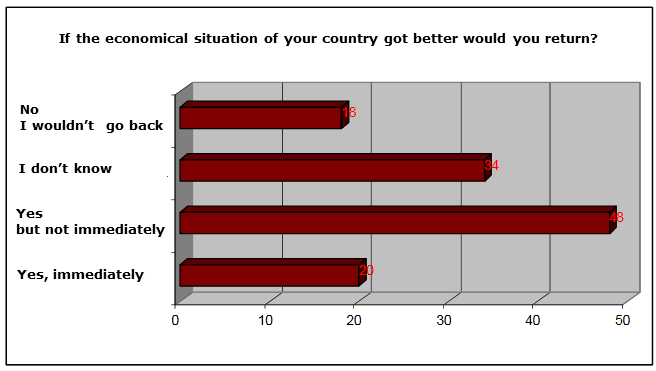 If the economical situation of your country got better would you return?
No
I wouldn’t go back
18
I don’t know
34
Yes
but not immediately
48
Yes, immediately
20
0 10 20 30 40 50